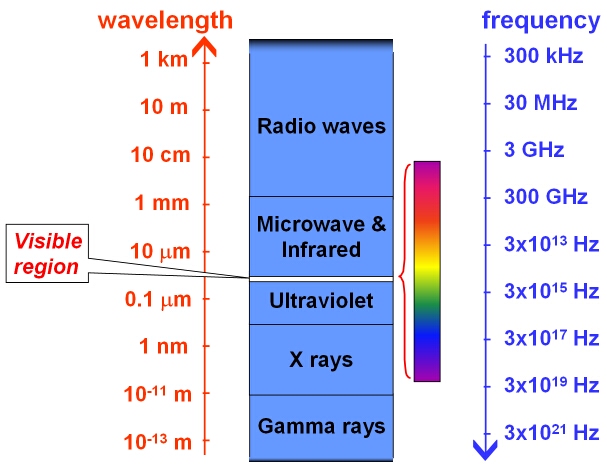 wavelength
frequency
1 km
300 kHz
10 m
30 MHz
Radio waves
10 cm
3 GHz
1 mm
300 GHz
Microwave &
Infrared
Visible
region
10 μm
3x10¹³ Hz
0.1 μm
Ultraviolet
3x10¹⁵ Hz
1 nm
X rays
3x10¹⁷ Hz
10⁻¹¹ m
3x10¹⁹ Hz
Gamma rays
10⁻¹³ m
3x10²¹ Hz